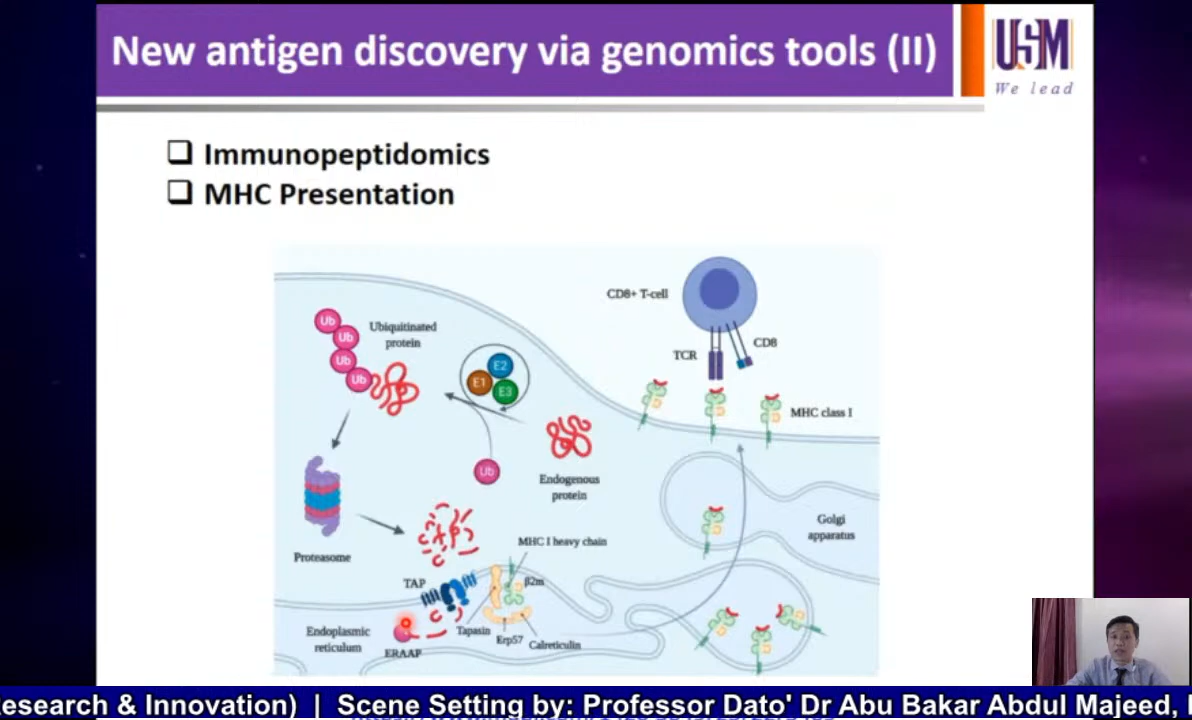 New antigen discovery via genomics tools (II)
USM
We lead
Immunopeptidomics
MHC Presentation
CD8+ T-cell
TCR
CD8
MHC class I
Ub
Ub
Ub
Ub
Ubiquitinated
protein
E1
E2
E3
Ub
Endogenous
protein
Proteasome
Golgi
apparatus
MHC I heavy chain
TAP
β2m
Endoplasmic
reticulum
ERAAP
Tapasin
Erp57
Calreticulin
esearch & Innovation) | Scene Setting by: Professor Dato' Dr Abu Bakar Abdul Majeed,